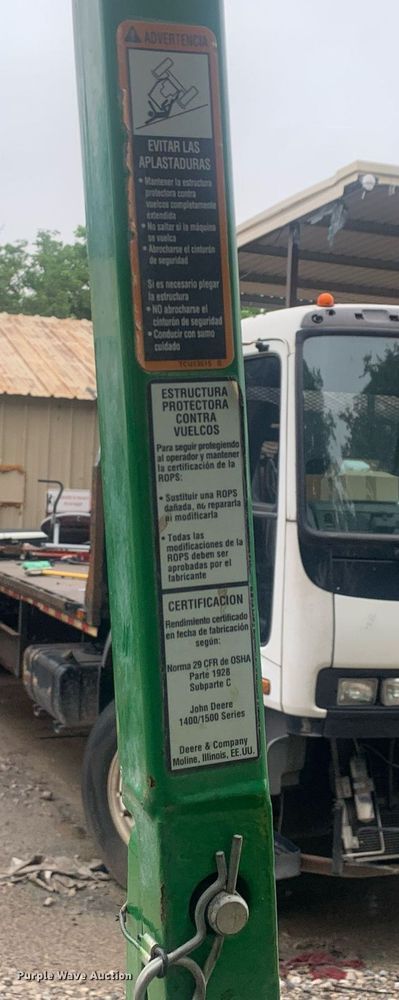 ADVERTENCIA
EVITAR LAS
APLASTADURAS
• Mantener la estructura
protectora contra
vuelcos completamente
extendida
• No saltar si la máquina
se vuelca
• Abrocharse el cinturón
de seguridad
Si es necesario plegar
la estructura
• NO abrocharse el
cinturón de seguridad
• Conducir con sumo
cuidado
ESTRUCTURA
PROTECTORA
CONTRA
VUELCOS
Para seguir protegiendo
al operador y mantener
la certificación de la
ROPS:
• Sustituir una ROPS
dañada, no repararla
ni modificarla
• Todas las
modificaciones de la
ROPS deben ser
aprobadas por el
fabricante
CERTIFICACION
Rendimiento certificado
en fecha de fabricación
según:
Norma 29 CFR de OSHA
Parte 1928
Subparte C
John Deere
1400/1500 Series
Deere & Company
Moline, Illinois, EE.UU.
Purple Wave Auction